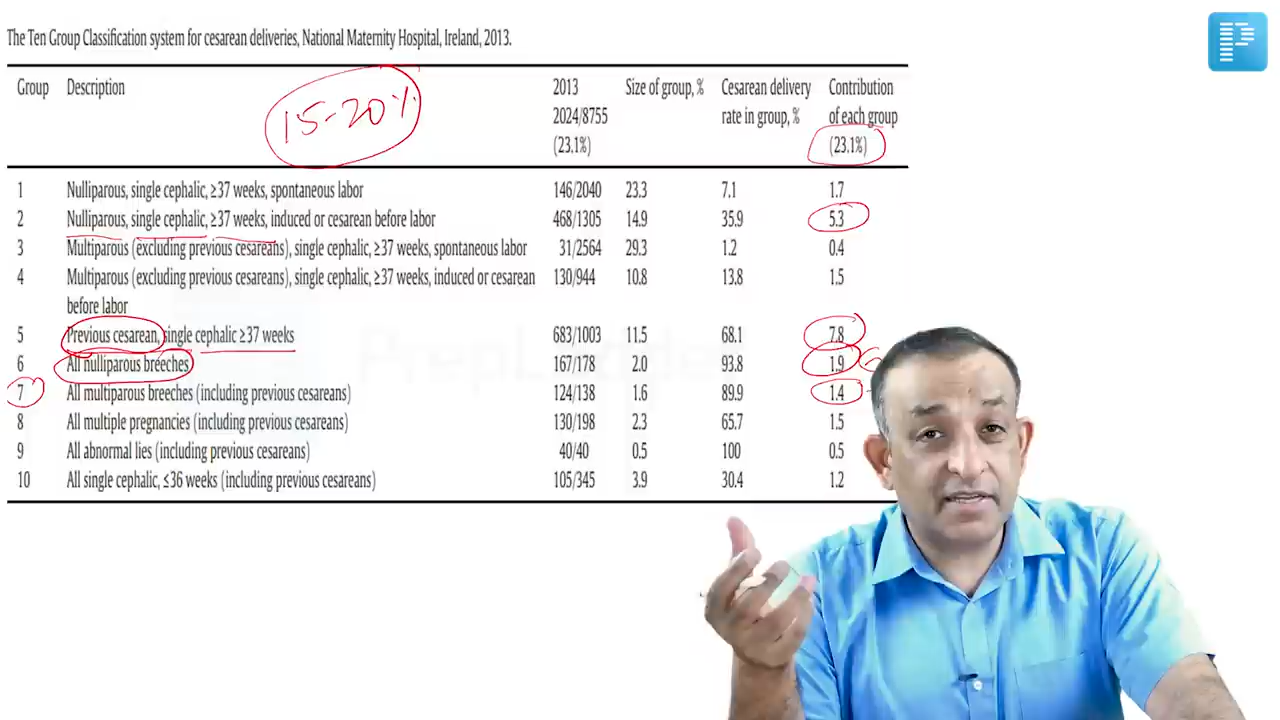 The Ten Group Classification system for cesarean deliveries, National Maternity Hospital, Ireland, 2013.
Group Description 2013 2024/8755 (23.1%) Size of group, % Cesarean delivery rate in group, % Contribution of each group (23.1%)
15-20%
1 Nulliparous, single cephalic, ≥37 weeks, spontaneous labor 146/2040 23.3 7.1 1.7
2 Nulliparous, single cephalic, ≥37 weeks, induced or cesarean before labor 468/1305 14.9 35.9 5.3
3 Multiparous (excluding previous cesareans), single cephalic, ≥37 weeks, spontaneous labor 31/2564 29.3 1.2 0.4
4 Multiparous (excluding previous cesareans), single cephalic, ≥37 weeks, induced or cesarean 130/944 10.8 13.8 1.5
before labor
5 Previous cesarean, single cephalic ≥37 weeks 683/1003 11.5 68.1 7.8
6 All nulliparous breeches 167/178 2.0 93.8 1.9
7 All multiparous breeches (including previous cesareans) 124/138 1.6 89.9 1.4
8 All multiple pregnancies (including previous cesareans) 130/198 2.3 65.7 1.5
9 All abnormal lies (including previous cesareans) 40/40 0.5 100 0.5
10 All single cephalic, ≤36 weeks (including previous cesareans) 105/345 3.9 30.4 1.2